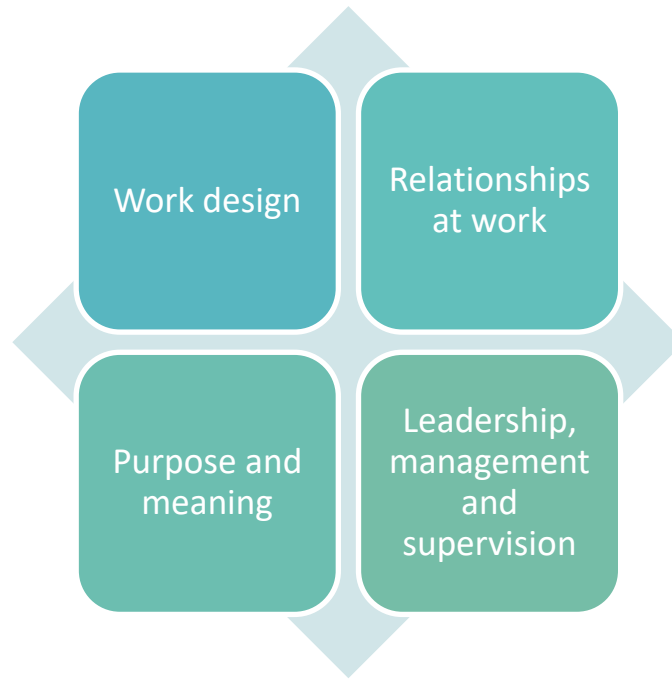 Work design
Relationships
at work
Purpose and
meaning
Leadership,
management
and
supervision